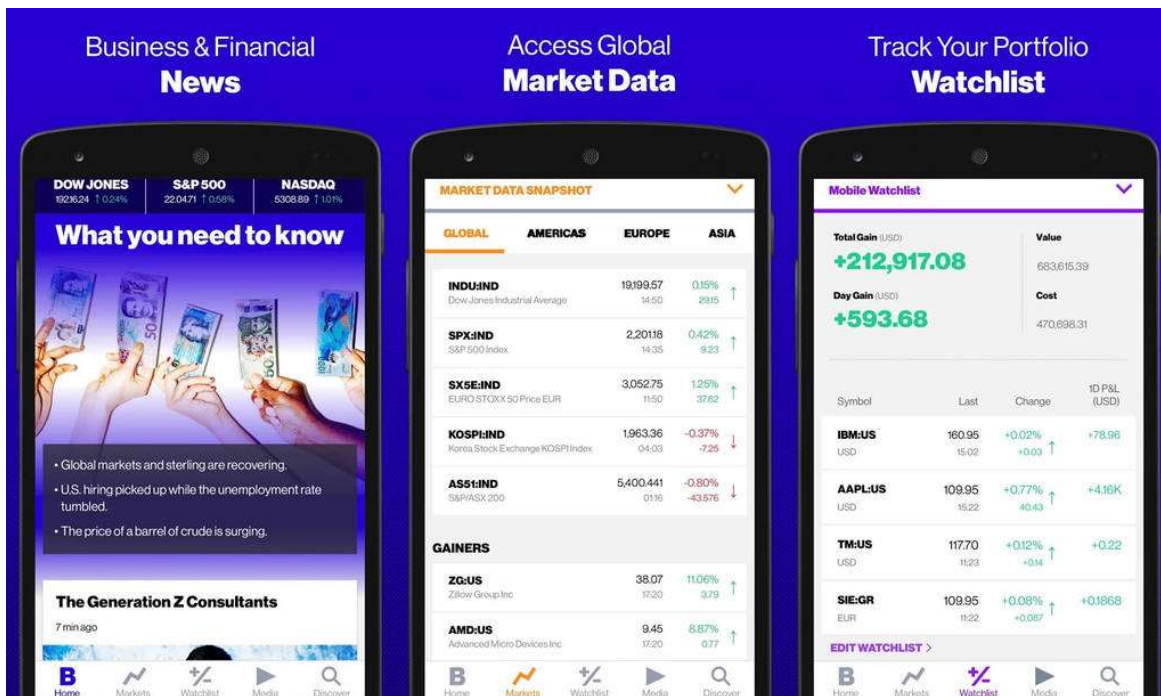 Business & Financial
News
DOW JONES
19216.24 ↑ 0.24%
S&P 500
22.04.71 ↑ 0.58%
NASDAQ
5308.89 ↑ 1.01%
What you need to know
• Global markets and sterling are recovering.
• U.S. hiring picked up while the unemployment rate
tumbled.
• The price of a barrel of crude is surging.
The Generation Z Consultants
7 min ago
B
Home
Markets
Watchlist
Media
Discover
Access Global
Market Data
MARKET DATA SNAPSHOT
GLOBAL AMERICAS EUROPE ASIA
INDU:IND 19,199.57 0.15% ↑
Dow Jones Industrial Average 14:50 29.15
SPX:IND 2,201.18 0.42% ↑
S&P 500 Index 14:35 9.23
SX5E:IND 3,052.75 1.25% ↑
EURO STOXX 50 Price EUR 11:50 37.62
KOSPI:IND 1,963.36 -0.37% ↓
Korea Stock Exchange KOSPI Index 04:03 -7.25
AS51:IND 5,400.441 -0.80% ↓
S&P/ASX 200 01:16 -43.576
GAINERS
ZG:US 38.07 11.06% ↑
Zillow Group Inc 17:20 3.79
AMD:US 9.45 8.87% ↑
Advanced Micro Devices Inc 17:20 0.77
B
Home
Markets
Watchlist
Media
Discover
Track Your Portfolio
Watchlist
Mobile Watchlist
Total Gain (USD) Value
+212,917.08 683,615.39
Day Gain (USD) Cost
+593.68 470,698.31
Symbol Last Change 1D P&L
(USD)
IBM:US 160.95 +0.02% ↑ +78.96
USD 15:02 +0.03
AAPL:US 109.95 +0.77% ↑ +4.16K
USD 15:22 40.43
TM:US 117.70 +0.12% ↑ +0.22
USD 11:23 +0.14
SIE:GR 109.95 +0.08% ↑ +0.1868
EUR 11:22 +0.087
EDIT WATCHLIST >
B
Home
Markets
Watchlist
Media
Discover